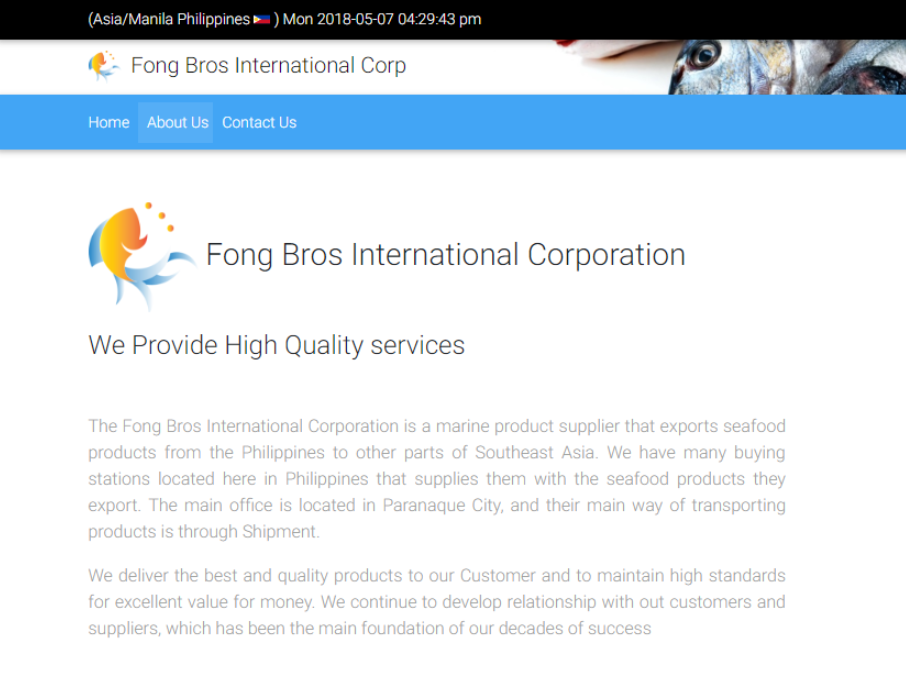 (Asia/Manila Philippines 🇵🇭 ) Mon 2018-05-07 04:29:43 pm
Fong Bros International Corp
Home About Us Contact Us
Fong Bros International Corporation
We Provide High Quality services
The Fong Bros International Corporation is a marine product supplier that exports seafood
products from the Philippines to other parts of Southeast Asia. We have many buying
stations located here in Philippines that supplies them with the seafood products they
export. The main office is located in Paranaque City, and their main way of transporting
products is through Shipment.
We deliver the best and quality products to our Customer and to maintain high standards
for excellent value for money. We continue to develop relationship with out customers and
suppliers, which has been the main foundation of our decades of success